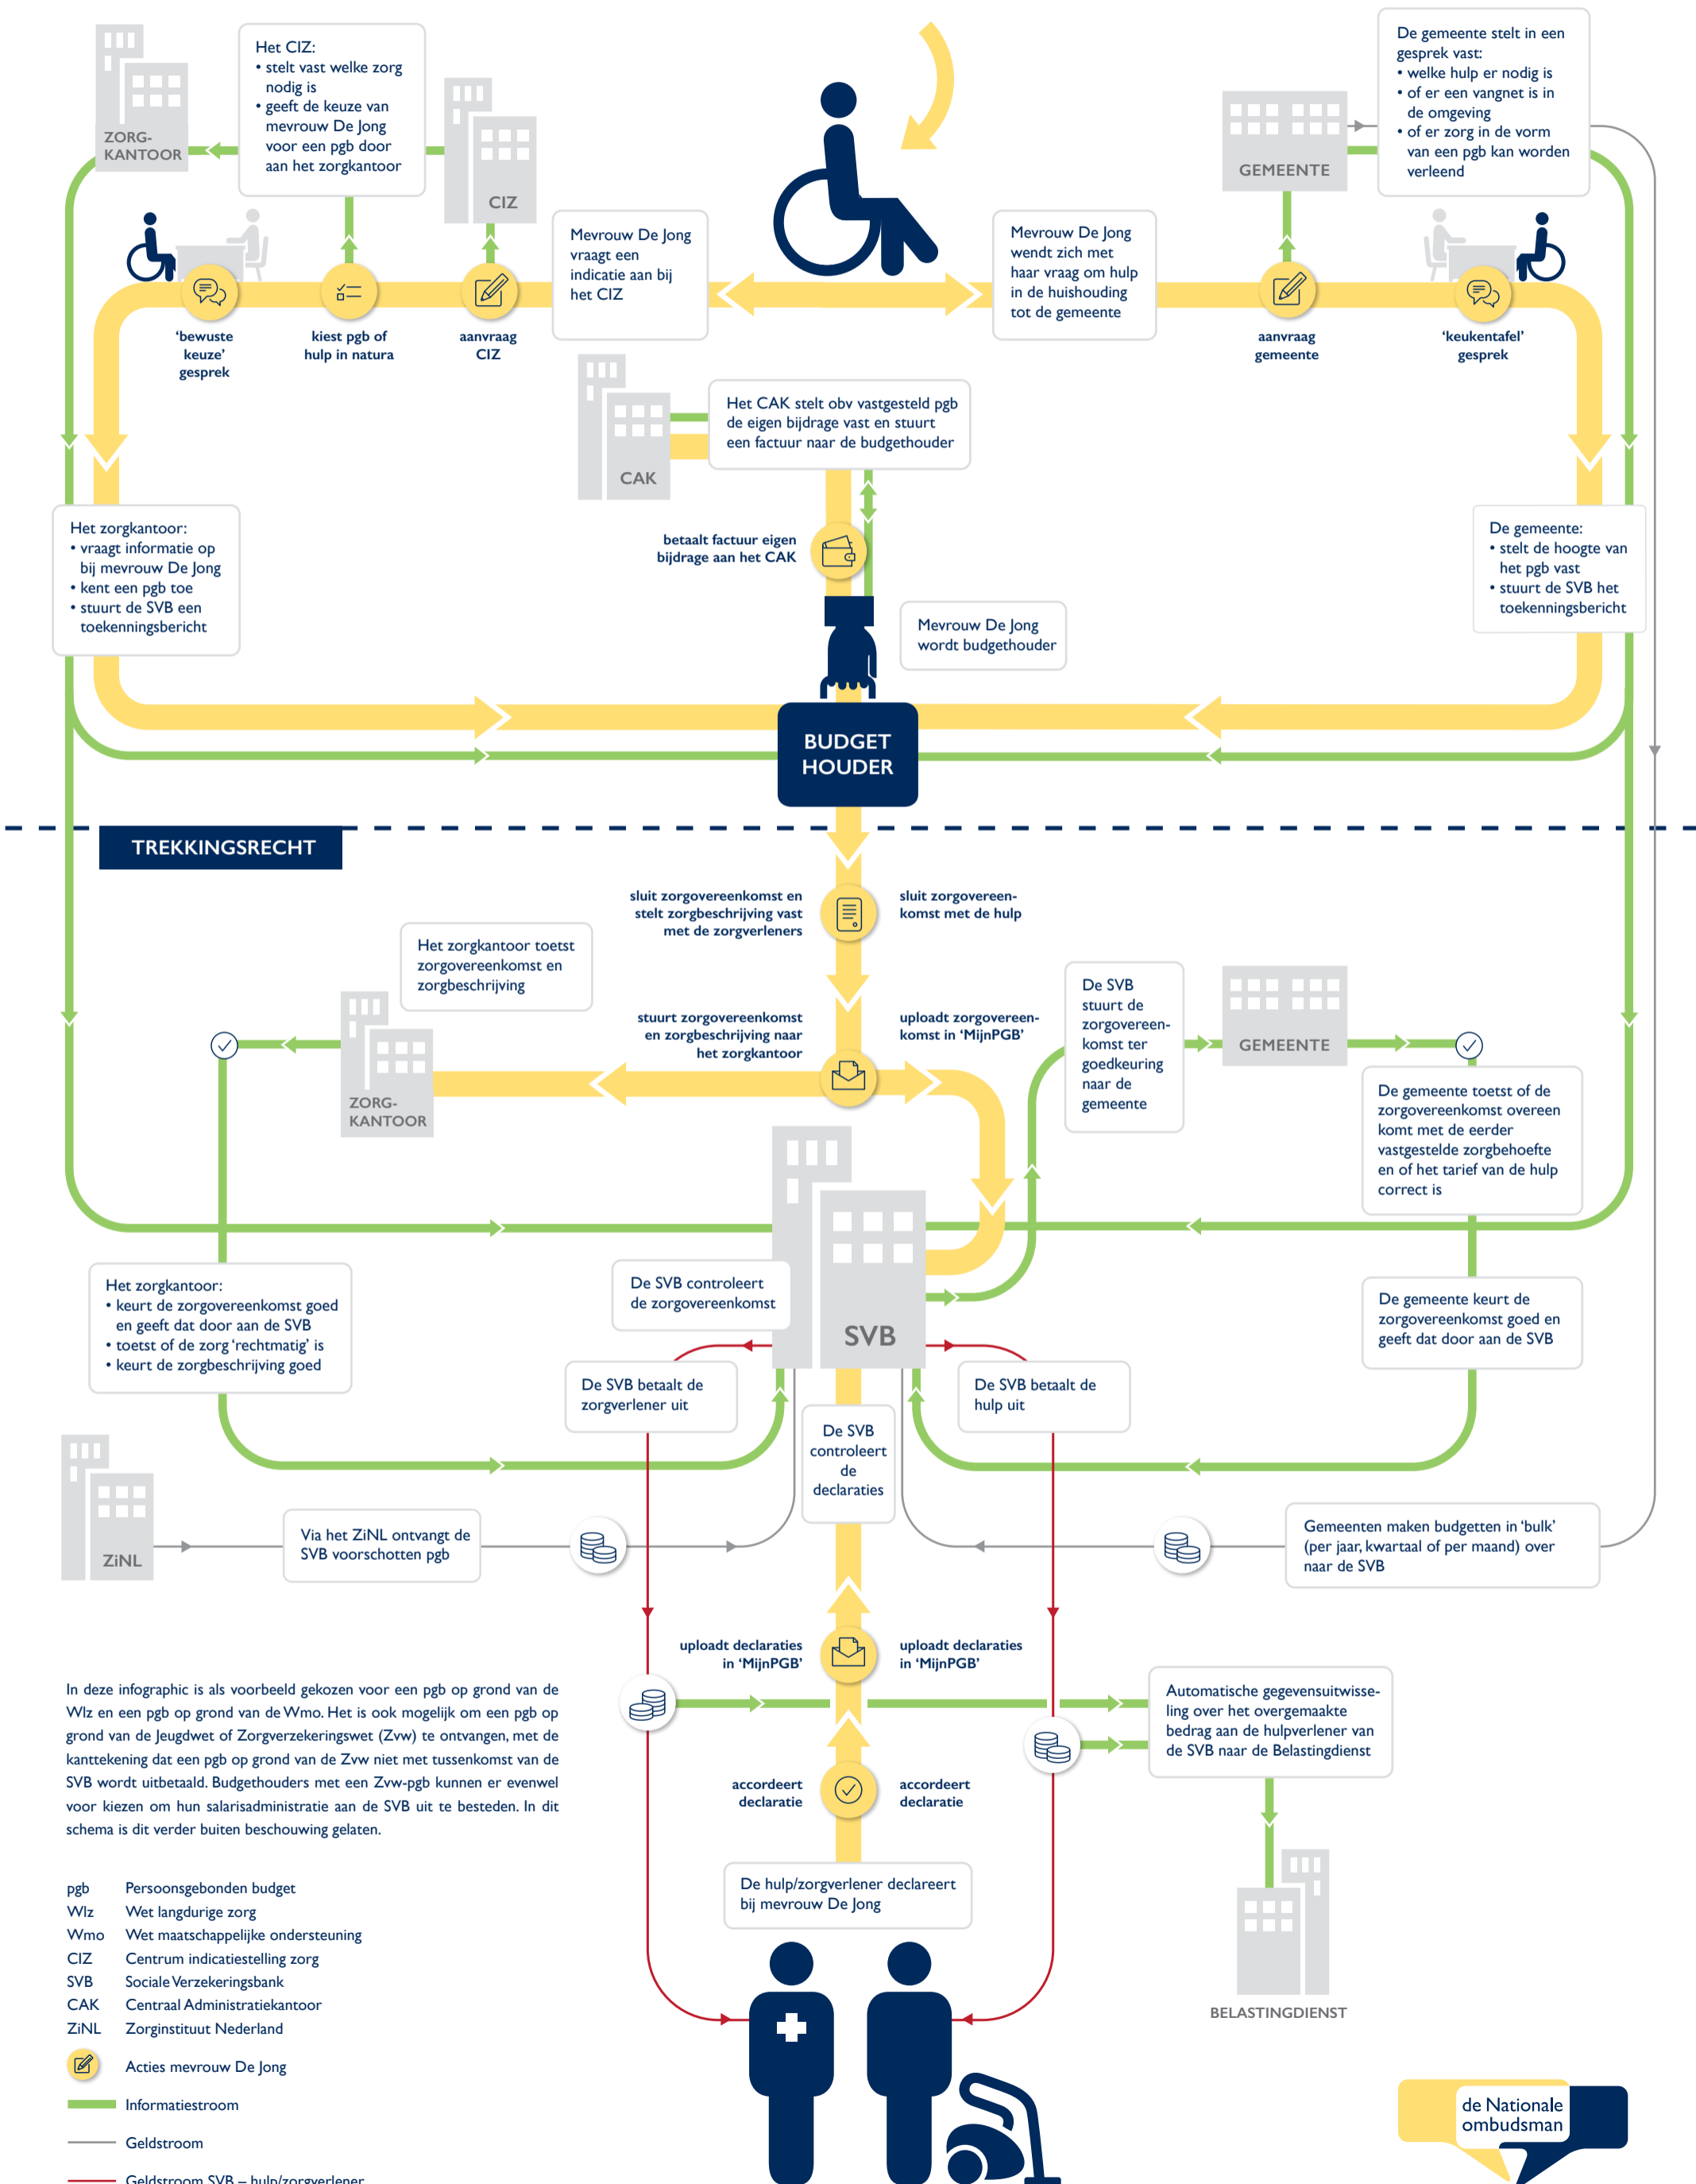 ZORG-
KANTOOR
Het CIZ:
• stelt vast welke zorg
nodig is
• geeft de keuze van
mevrouw De Jong
voor een pgb door
aan het zorgkantoor
CIZ
Mevrouw De Jong
vraagt een
indicatie aan bij
het CIZ
Mevrouw De Jong
wendt zich met
haar vraag om hulp
in de huishouding
tot de gemeente
GEMEENTE
De gemeente stelt in een
gesprek vast:
• welke hulp er nodig is
• of er een vangnet is in
de omgeving
• of er zorg in de vorm
van een pgb kan worden
verleend
‘bewuste
keuze’
gesprek
kiest pgb of
hulp in natura
aanvraag
CIZ
aanvraag
gemeente
‘keukentafel’
gesprek
CAK
Het CAK stelt obv vastgesteld pgb
de eigen bijdrage vast en stuurt
een factuur naar de budgethouder
betaalt factuur eigen
bijdrage aan het CAK
Het zorgkantoor:
• vraagt informatie op
bij mevrouw De Jong
• kent een pgb toe
• stuurt de SVB een
toekenningsbericht
De gemeente:
• stelt de hoogte van
het pgb vast
• stuurt de SVB het
toekenningsbericht
Mevrouw De Jong
wordt budgethouder
BUDGET
HOUDER
TREKKINGSRECHT
sluit zorgovereenkomst en
stelt zorgbeschrijving vast
met de zorgverleners
sluit zorgovereen-
komst met de hulp
Het zorgkantoor toetst
zorgovereenkomst en
zorgbeschrijving
stuurt zorgovereenkomst
en zorgbeschrijving naar
het zorgkantoor
uploadt zorgovereen-
komst in ‘MijnPGB’
De SVB
stuurt de
zorgovereen-
komst ter
goedkeuring
naar de
gemeente
GEMEENTE
ZORG-
KANTOOR
De gemeente toetst of de
zorgovereenkomst overeen
komt met de eerder
vastgestelde zorgbehoefte
en of het tarief van de hulp
correct is
Het zorgkantoor:
• keurt de zorgovereenkomst goed
en geeft dat door aan de SVB
• toetst of de zorg ‘rechtmatig’ is
• keurt de zorgbeschrijving goed
De SVB controleert
de zorgovereenkomst
SVB
De gemeente keurt de
zorgovereenkomst goed en
geeft dat door aan de SVB
De SVB betaalt de
zorgverlener uit
De SVB betaalt de
hulp uit
De SVB
controleert
de
declaraties
ZiNL
Via het ZiNL ontvangt de
SVB voorschotten pgb
Gemeenten maken budgetten in ‘bulk’
(per jaar, kwartaal of per maand) over
naar de SVB
uploadt declaraties
in ‘MijnPGB’
uploadt declaraties
in ‘MijnPGB’
Automatische gegevensuitwisse-
ling over het overgemaakte
bedrag aan de hulpverlener van
de SVB naar de Belastingdienst
In deze infographic is als voorbeeld gekozen voor een pgb op grond van de
Wlz en een pgb op grond van de Wmo. Het is ook mogelijk om een pgb op
grond van de Jeugdwet of Zorgverzekeringswet (Zvw) te ontvangen, met de
kanttekening dat een pgb op grond van de Zvw niet met tussenkomst van de
SVB wordt uitbetaald. Budgethouders met een Zvw-pgb kunnen er evenwel
voor kiezen om hun salarisadministratie aan de SVB uit te besteden. In dit
schema is dit verder buiten beschouwing gelaten.
accordeert
declaratie
accordeert
declaratie
De hulp/zorgverlener declareert
bij mevrouw De Jong
BELASTINGDIENST
pgb Persoonsgebonden budget
Wlz Wet langdurige zorg
Wmo Wet maatschappelijke ondersteuning
CIZ Centrum indicatiestelling zorg
SVB Sociale Verzekeringsbank
CAK Centraal Administratiekantoor
ZiNL Zorginstituut Nederland
Acties mevrouw De Jong
Informatiestroom
Geldstroom
Geldstroom SVB – hulp/zorgverlener
de Nationale
ombudsman